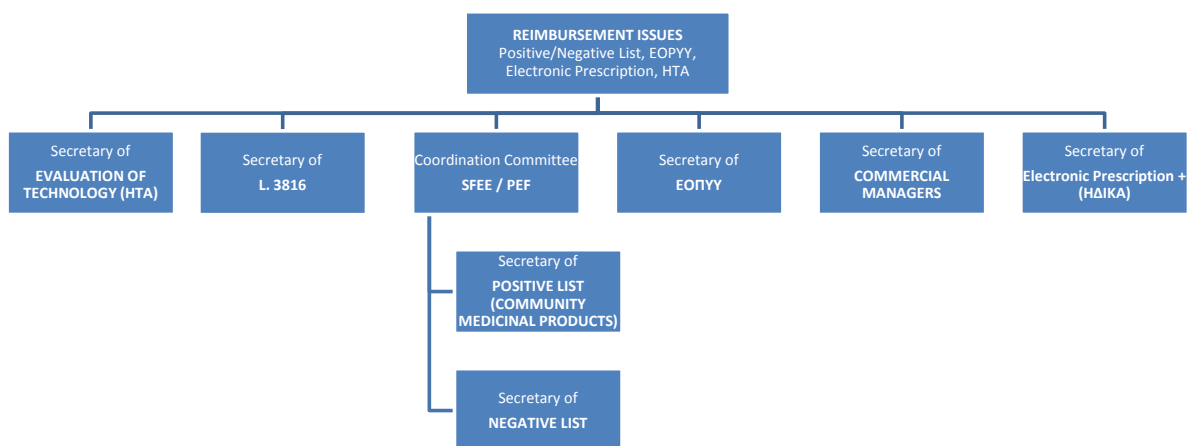 REIMBURSEMENT ISSUES
Positive/Negative List, EOPYY,
Electronic Prescription, HTA
Secretary of
EVALUATION OF
TECHNOLOGY (HTA)
Secretary of
L. 3816
Coordination Committee
SFEE / PEF
Secretary of
ΕΟΠΥΥ
Secretary of
COMMERCIAL
MANAGERS
Secretary of
Electronic Prescription +
(ΗΔΙΚΑ)
Secretary of
POSITIVE LIST
(COMMUNITY
MEDICINAL PRODUCTS)
Secretary of
NEGATIVE LIST